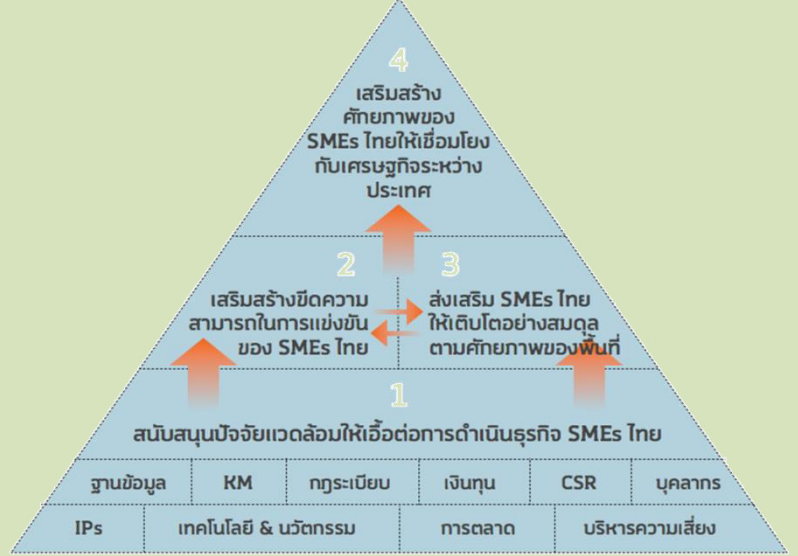 4
เสริมสร้าง
ศักยภาพของ
SMEs ไทยให้เชื่อมโยง
กับเศรษฐกิจระหว่าง
ประเทศ
2
เสริมสร้างขีดความ
สามารถในการแข่งขัน
ของ SMEs ไทย
3
ส่งเสริม SMEs ไทย
ให้เติบโตอย่างสมดุล
ตามศักยภาพของพื้นที่
1
สนับสนุนปัจจัยแวดล้อมให้เอื้อต่อการดำเนินธุรกิจ SMEs ไทย
ฐานข้อมูล KM กฎระเบียบ เงินทุน CSR บุคลากร
IPs เทคโนโลยี & นวัตกรรม การตลาด บริหารความเสี่ยง